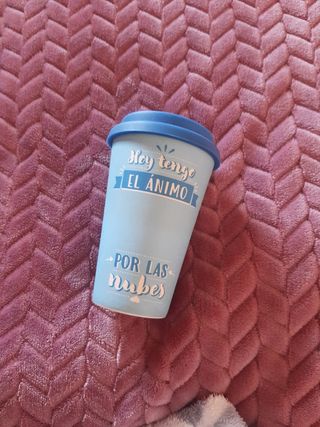 Hoy tengo
EL ÁNIMO
POR LAS
nubes